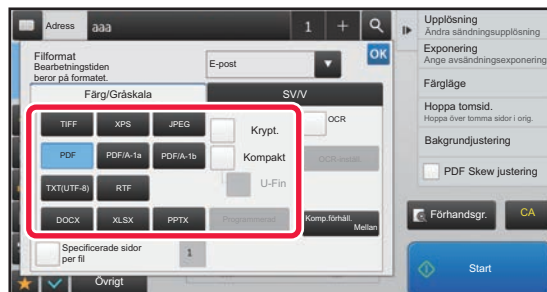 Adress
aaa
1
Filformat
Bearbetningstiden
beror på formatet.
E-post
OK
Färg/Gråskala
SV/V
TIFF
XPS
JPEG
Krypt.
OCR
PDF
PDF/A-1a
PDF/A-1b
Kompakt
OCR-inställ.
TXT(UTF-8)
RTF
U-Fin
DOCX
XLSX
PPTX
Komp.förhåll.
Mellan
Specificerade sidor
per fil
1
Övrigt
Upplösning
Ändra sändningsupplösning
Exponering
Ange avsändningsexponering
Färgläge
Hoppa tomsid.
Hoppa över tomma sidor i orig.
Bakgrundjustering
PDF Skew justering
Förhandsgr.
CA
Start